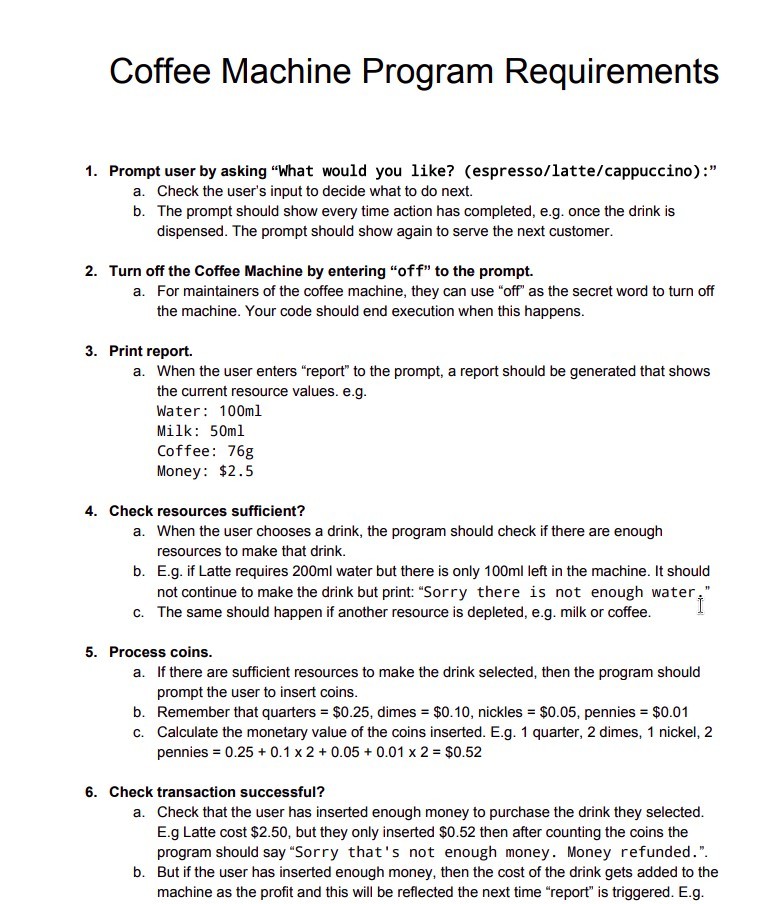 Coffee Machine Program Requirements
1. Prompt user by asking “What would you like? (espresso/latte/cappuccino):”
a. Check the user’s input to decide what to do next.
b. The prompt should show every time action has completed, e.g. once the drink is
dispensed. The prompt should show again to serve the next customer.
2. Turn off the Coffee Machine by entering “off” to the prompt.
a. For maintainers of the coffee machine, they can use “off” as the secret word to turn off
the machine. Your code should end execution when this happens.
3. Print report.
a. When the user enters “report” to the prompt, a report should be generated that shows
the current resource values. e.g.
Water: 100ml
Milk: 50ml
Coffee: 76g
Money: $2.5
4. Check resources sufficient?
a. When the user chooses a drink, the program should check if there are enough
resources to make that drink.
b. E.g. if Latte requires 200ml water but there is only 100ml left in the machine. It should
not continue to make the drink but print: “Sorry there is not enough water.”
c. The same should happen if another resource is depleted, e.g. milk or coffee.
5. Process coins.
a. If there are sufficient resources to make the drink selected, then the program should
prompt the user to insert coins.
b. Remember that quarters = $0.25, dimes = $0.10, nickles = $0.05, pennies = $0.01
c. Calculate the monetary value of the coins inserted. E.g. 1 quarter, 2 dimes, 1 nickel, 2
pennies = 0.25 + 0.1 x 2 + 0.05 + 0.01 x 2 = $0.52
6. Check transaction successful?
a. Check that the user has inserted enough money to purchase the drink they selected.
E.g Latte cost $2.50, but they only inserted $0.52 then after counting the coins the
program should say “Sorry that's not enough money. Money refunded.”.
b. But if the user has inserted enough money, then the cost of the drink gets added to the
machine as the profit and this will be reflected the next time “report” is triggered. E.g.